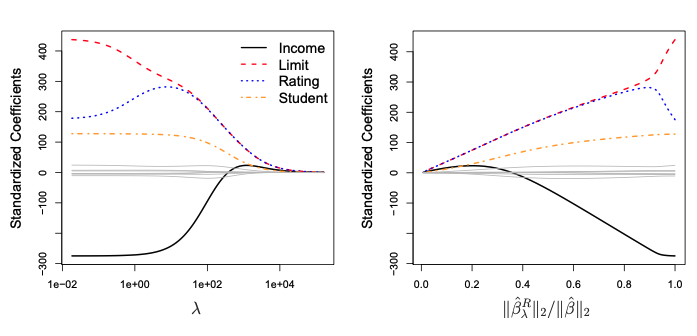 Income
Limit
Rating
Student
Standardized Coefficients
400
300
200
100
0
−100
−300
1e−02 1e+00 1e+02 1e+04
λ
Standardized Coefficients
400
300
200
100
0
−100
−300
0.0 0.2 0.4 0.6 0.8 1.0
‖β̂λᴿ‖₂/‖β̂‖₂